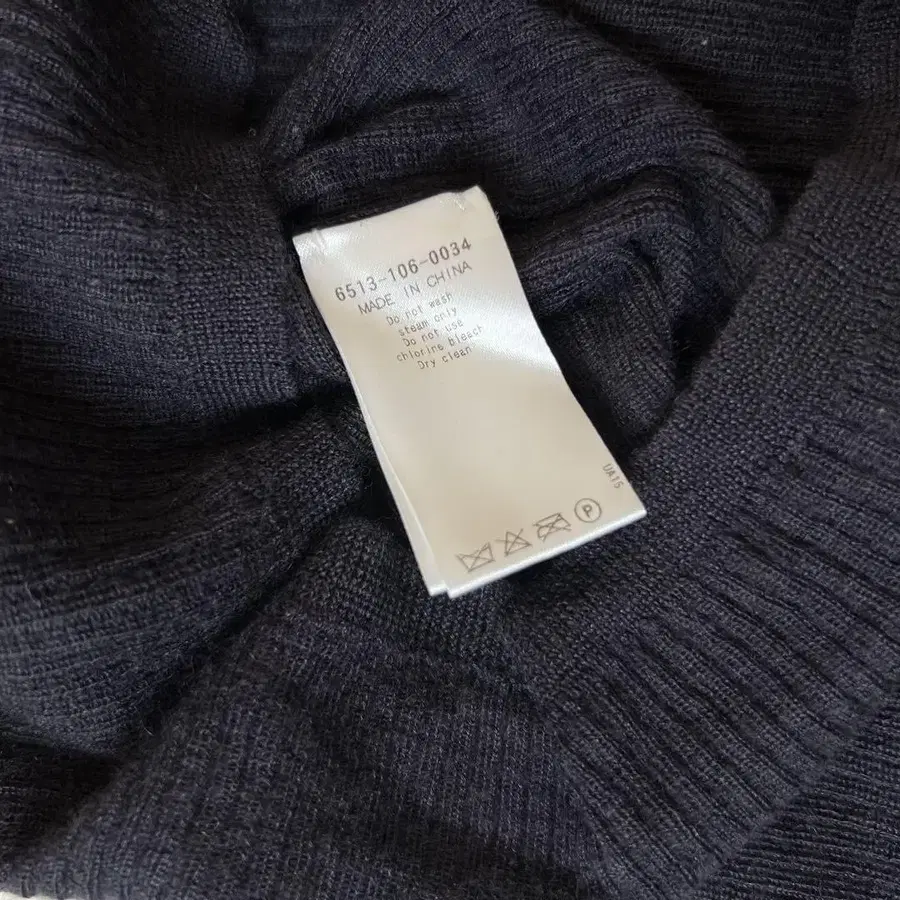 6513-106-0034
MADE IN CHINA
Do not wash
steam only
Do not use
chlorine bleach
Dry clean
UA15
P